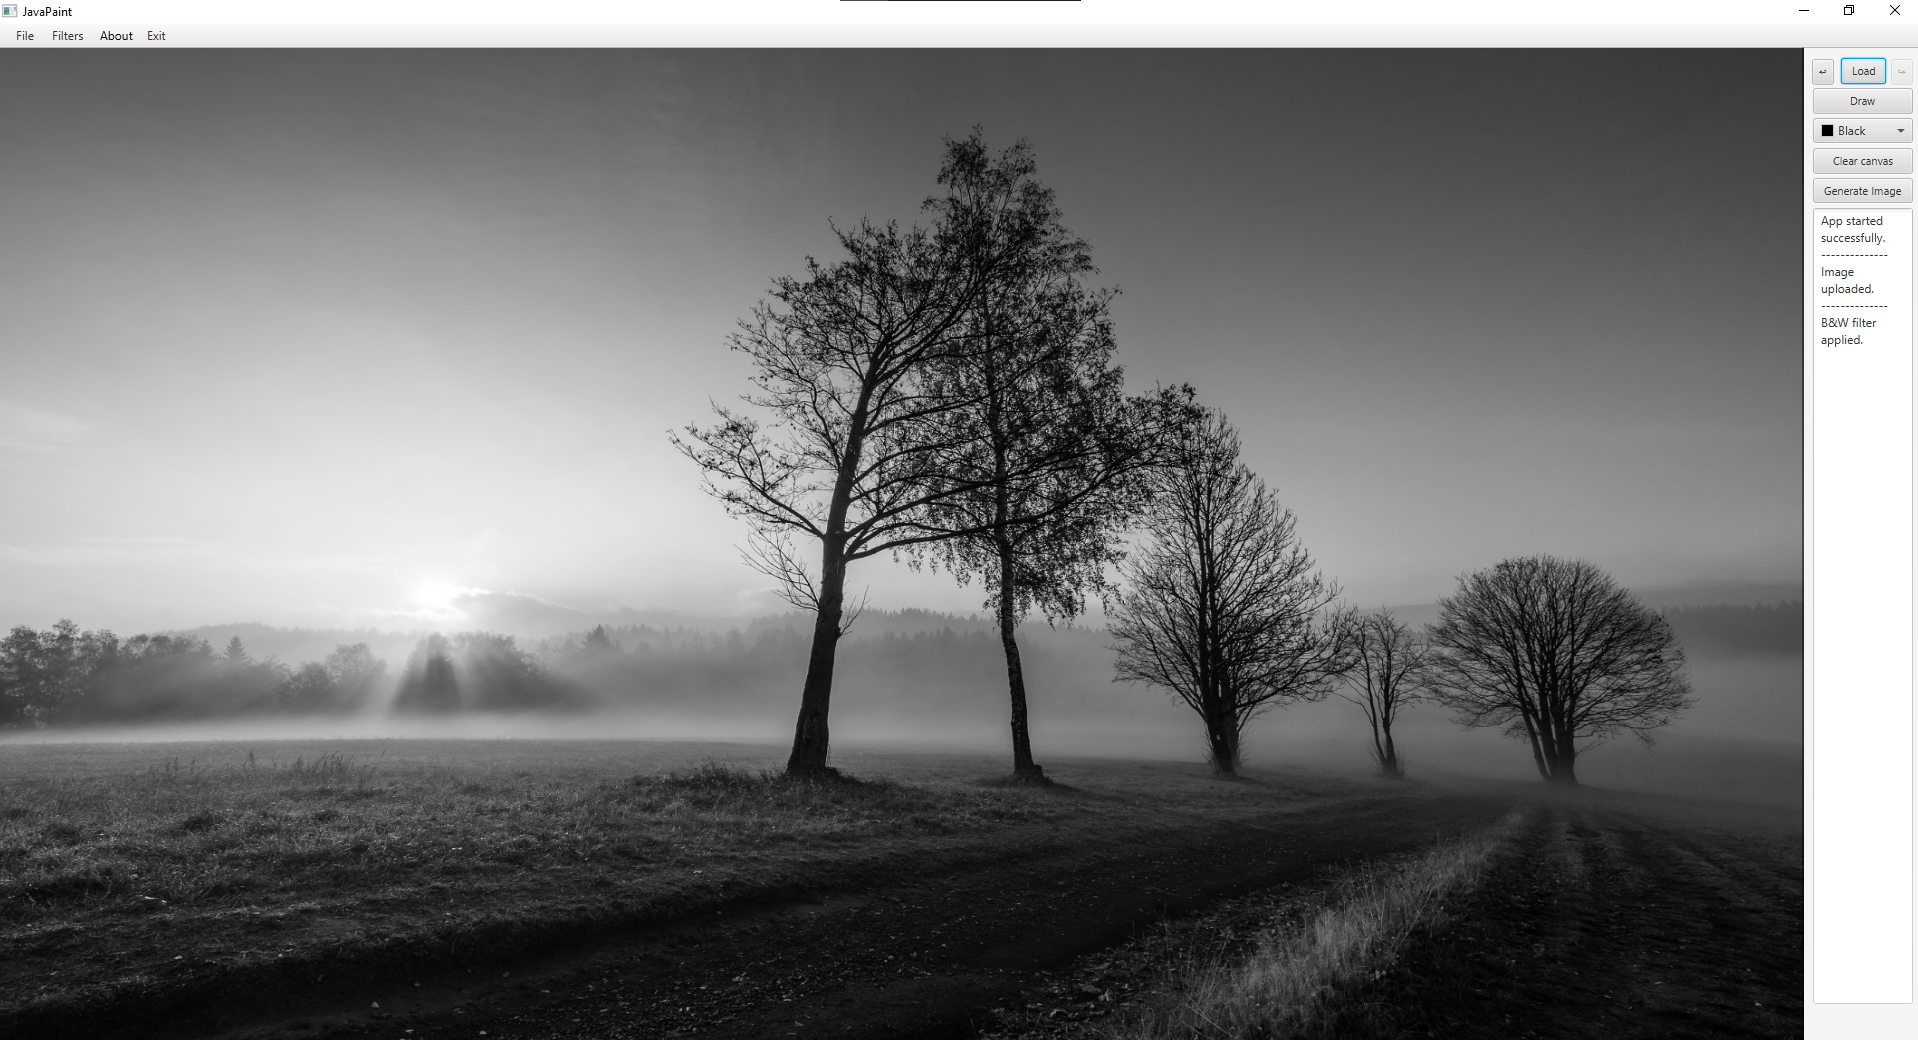 JavaPaint
File Filters About Exit
Load
Draw
Black
Clear canvas
Generate Image
App started
successfully.
--------------
Image
uploaded.
--------------
B&W filter
applied.